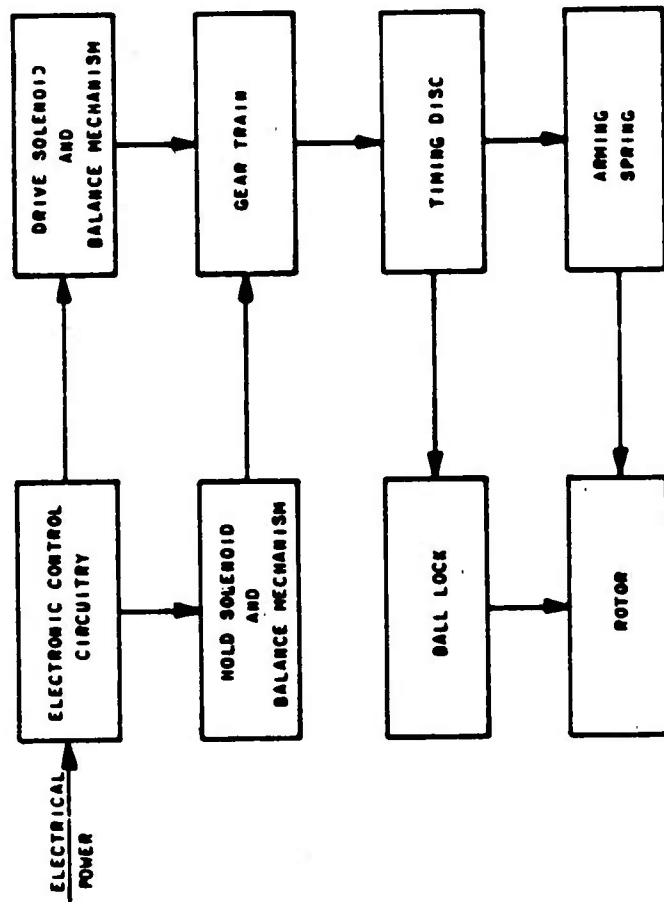 ELECTRICAL
POWER
ELECTRONIC CONTROL
CIRCUITRY
DRIVE SOLENOID
AND
BALANCE MECHANISM
HOLD SOLENOID
AND
BALANCE MECHANISM
GEAR TRAIN
BALL LOCK
TIMING DISC
ROTOR
ARMING
SPRING